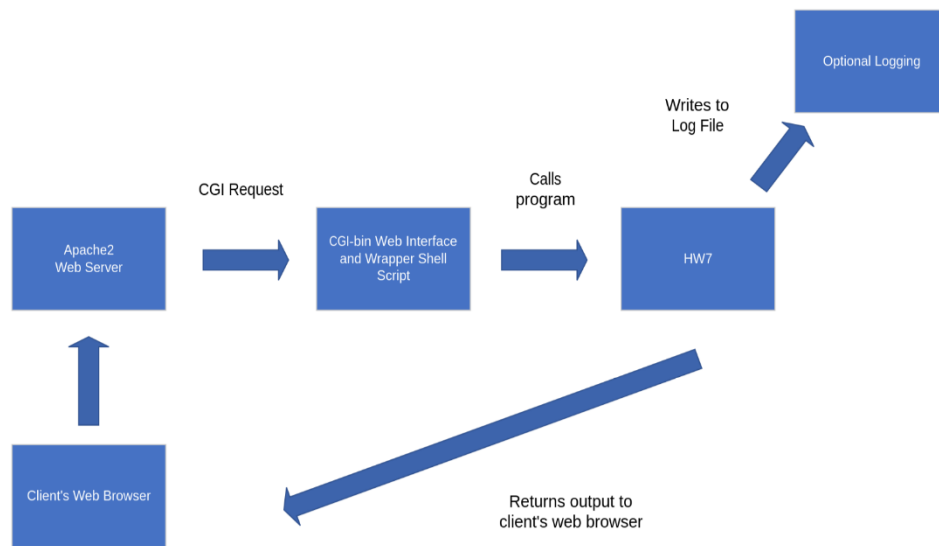 Optional Logging
Writes to
Log File
CGI Request
Calls
program
Apache2
Web Server
CGI-bin Web Interface
and Wrapper Shell
Script
HW7
Client's Web Browser
Returns output to
client's web browser